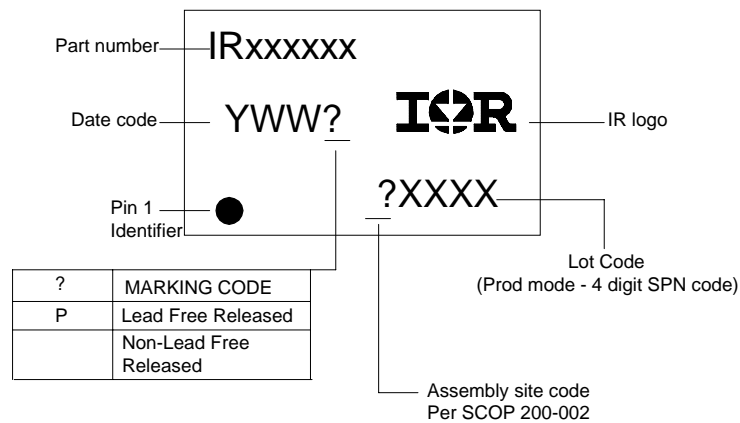 Part number
IRxxxxxx
Date code
YWW?
IOR
IR logo
?XXXX
Pin 1
Identifier
Lot Code
(Prod mode - 4 digit SPN code)
? MARKING CODE
P Lead Free Released
Non-Lead Free
Released
Assembly site code
Per SCOP 200-002